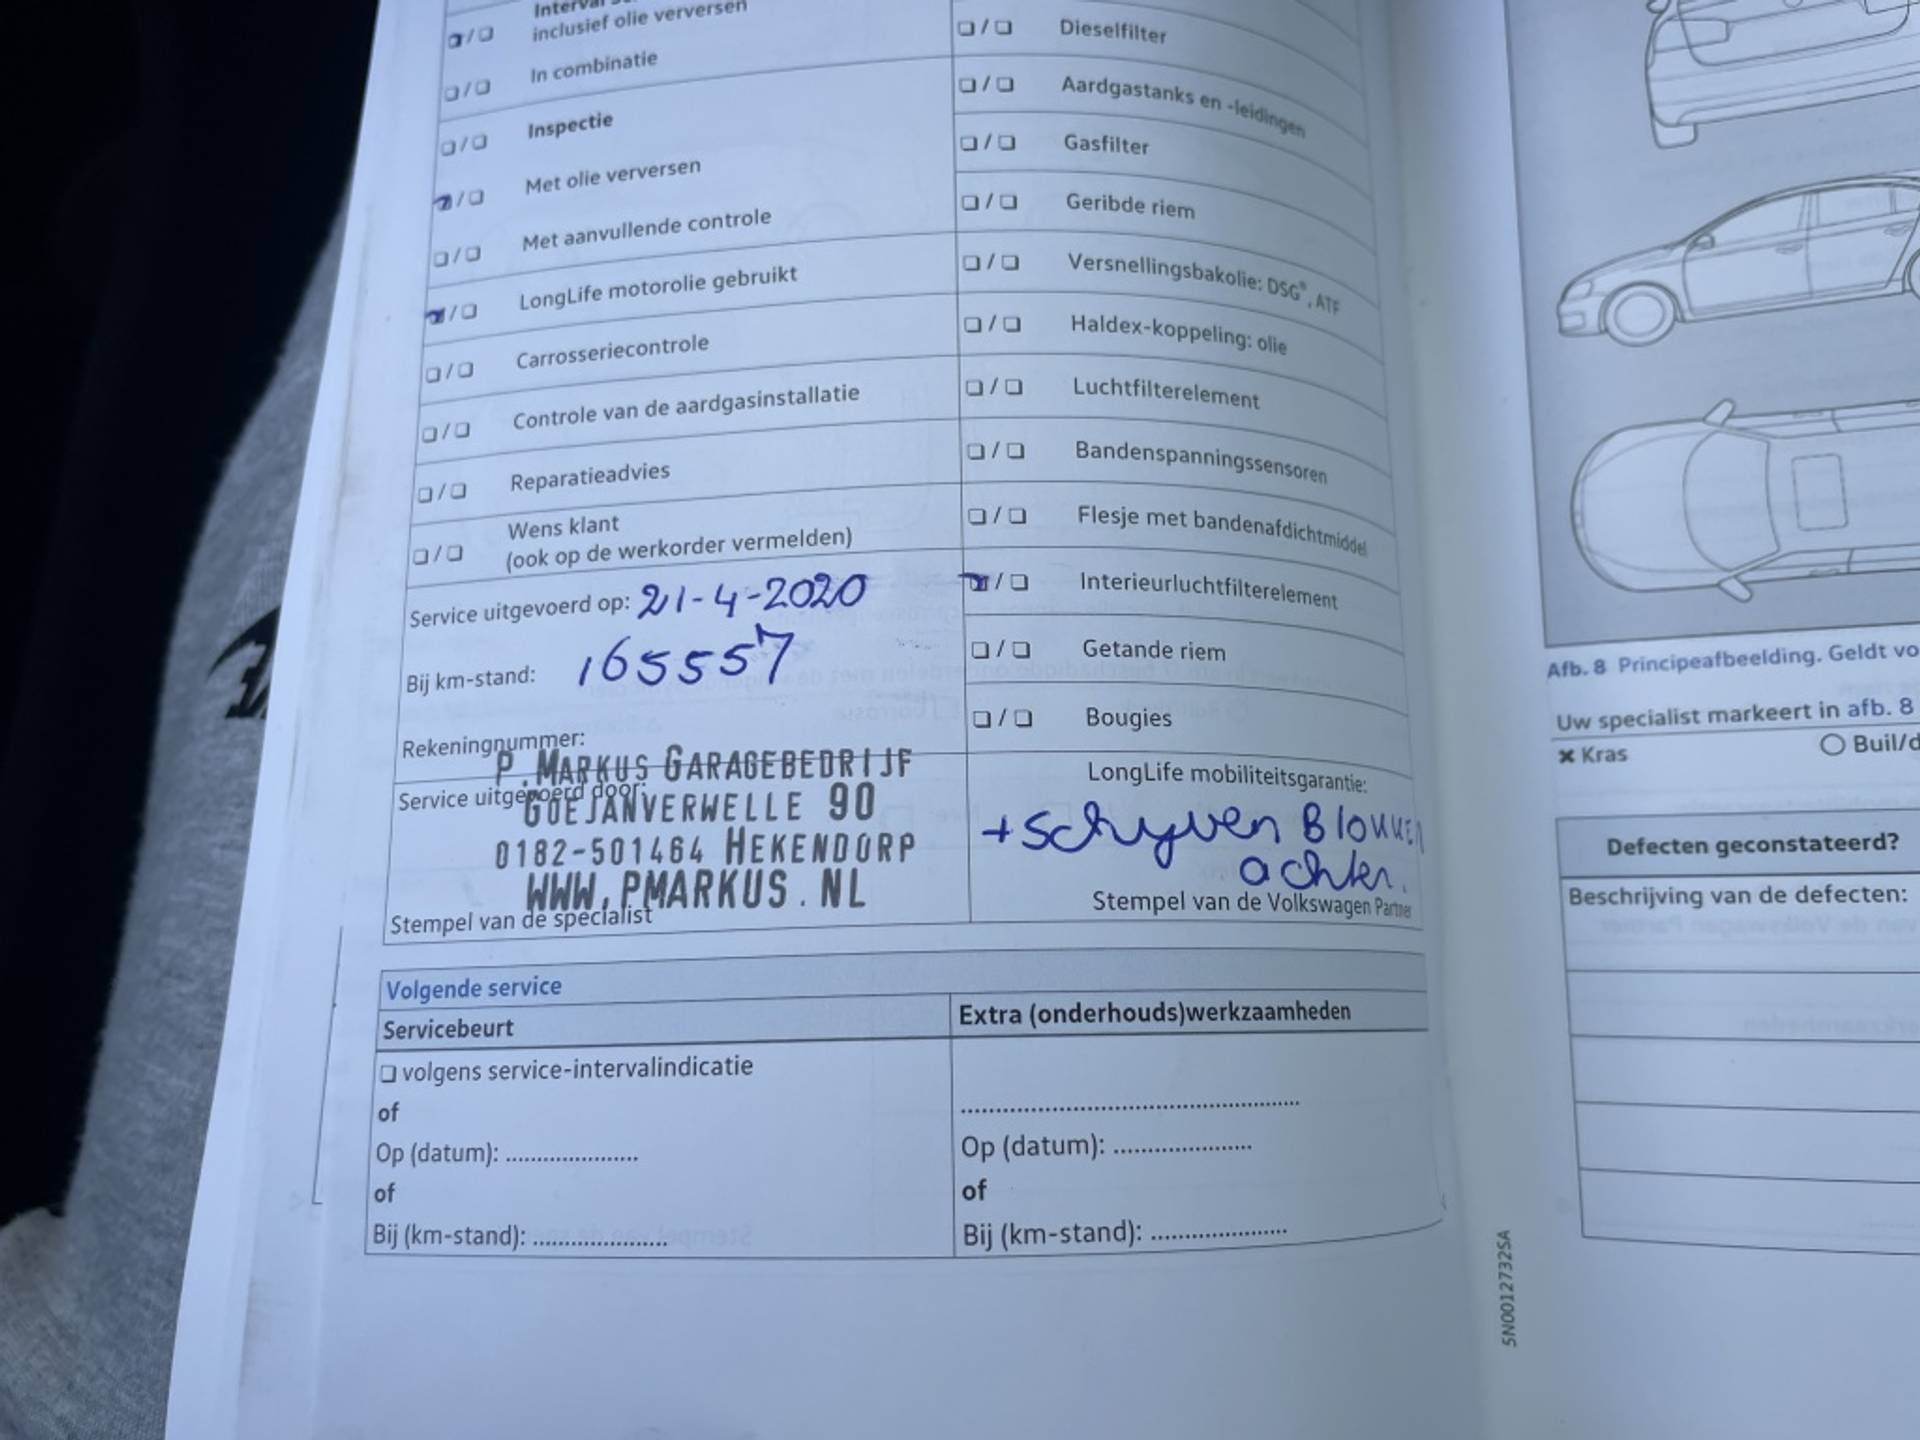 inclusief olie verversen
In combinatie
Inspectie
Met olie verversen
Met aanvullende controle
LongLife motorolie gebruikt
Carrosseriecontrole
Controle van de aardgasinstallatie
Reparatieadvies
Wens klant
(ook op de werkorder vermelden)
Service uitgevoerd op: 21-4-2020
Bij km-stand: 165557
Rekeningnummer:
P. MARKUS GARAGEBEDRIJF
Service uitgevoerd door:
GOEJANVERWELLE 90
0182-501464 HEKENDORP
WWW.PMARKUS.NL
Stempel van de specialist
Dieselfilter
Aardgastanks en -leidingen
Gasfilter
Geribde riem
Versnellingsbakolie: DSG®, ATF
Haldex-koppeling: olie
Luchtfilterelement
Bandenspanningssensoren
Flesje met bandenafdichtmiddel
Interieurluchtfilterelement
Getande riem
Bougies
LongLife mobiliteitsgarantie:
+ Schyven Blokken
achter.
Stempel van de Volkswagen Partner
Volgende service
Servicebeurt
volgens service-intervalindicatie
of
Op (datum): .....................
of
Bij (km-stand): .....................
Extra (onderhouds)werkzaamheden
.....................................................
Op (datum): .....................
of
Bij (km-stand): .....................
5N0012732SA
Afb. 8 Principeafbeelding. Geldt
Uw specialist markeert in afb. 8
Kras
Defecten geconstateerd?
Beschrijving van de defecten: